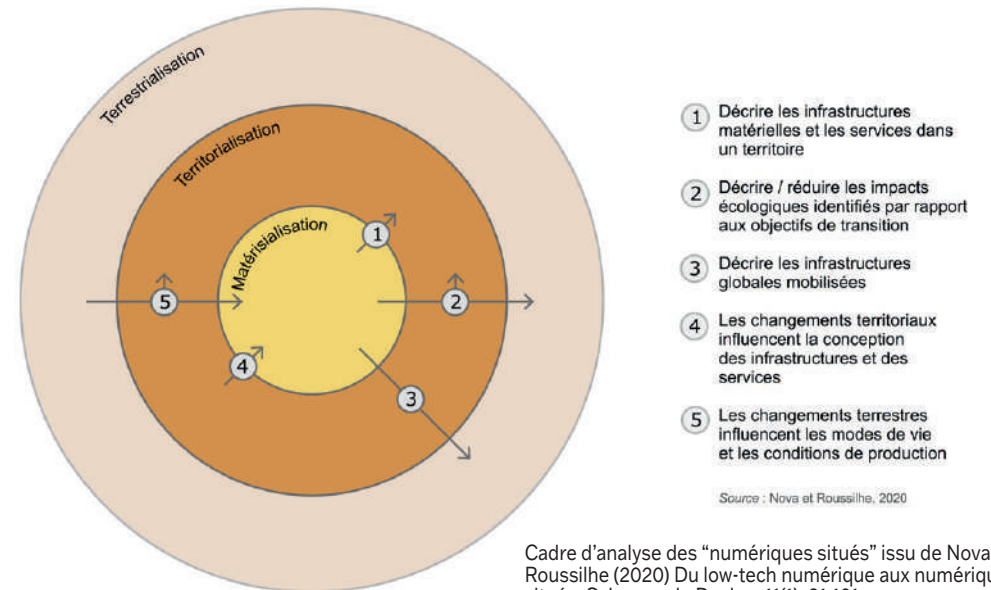 Terrestrialisation
Territorialisation
Matérisialisation
1
5
2
4
3
1 Décrire les infrastructures
matérielles et les services dans
un territoire
2 Décrire / réduire les impacts
écologiques identifiés par rapport
aux objectifs de transition
3 Décrire les infrastructures
globales mobilisées
4 Les changements territoriaux
influencent la conception
des infrastructures et des
services
5 Les changements terrestres
influencent les modes de vie
et les conditions de production
Source : Nova et Roussilhe, 2020
Cadre d'analyse des “numériques situés” issu de Nova
Roussilhe (2020) Du low-tech numérique aux numériqu